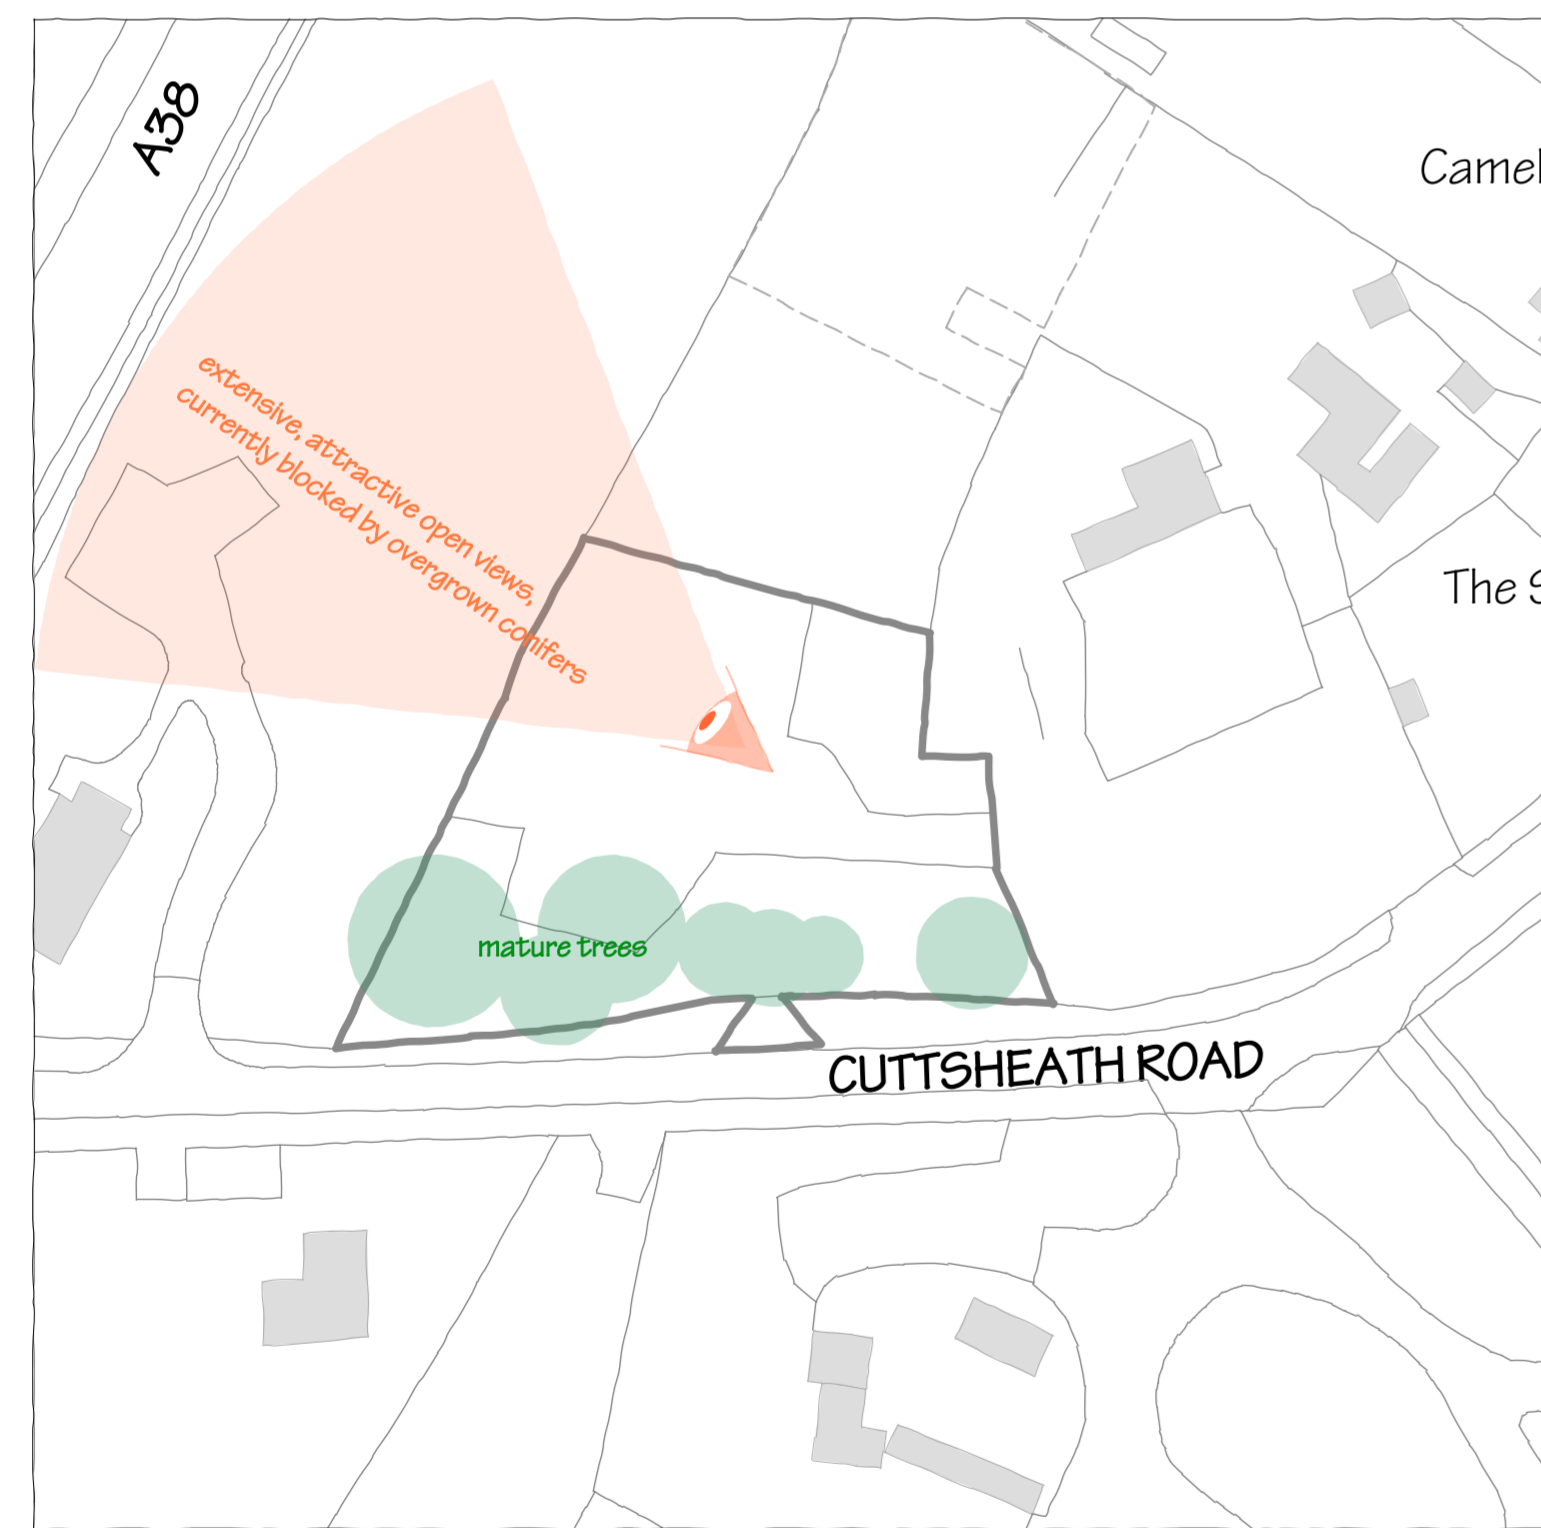 A38
Camel
The S
extensive, attractive open views,
currently blocked by overgrown conifers
mature trees
CUTTSHEATH ROAD